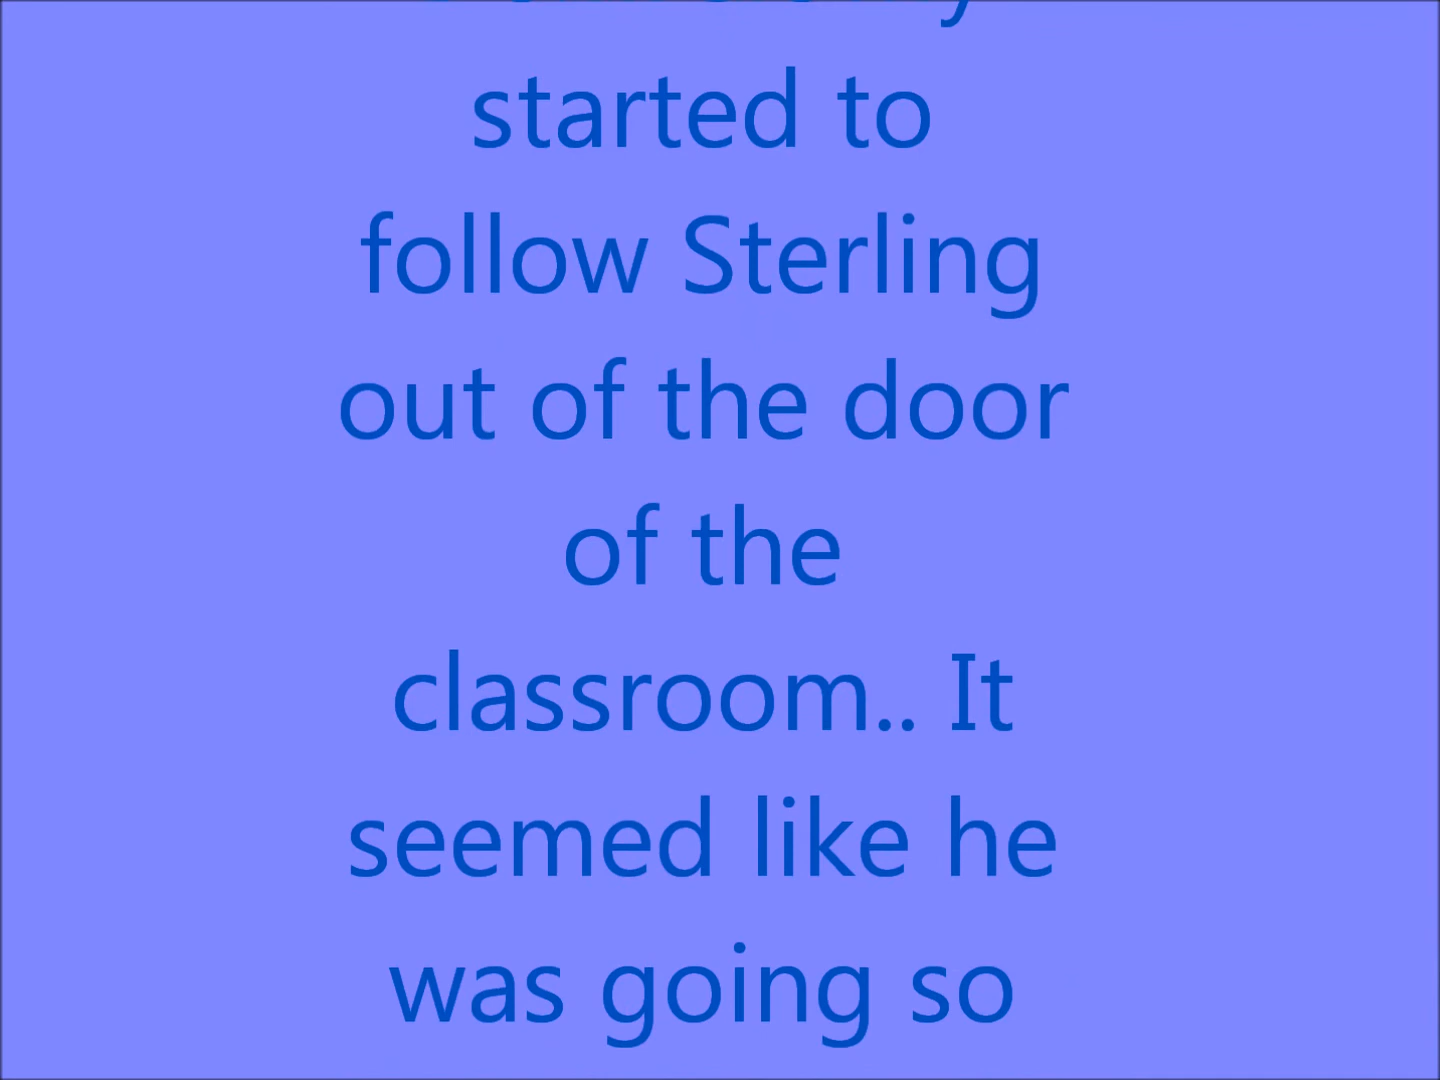 started to
follow Sterling
out of the door
of the
classroom.. It
seemed like he
was going so